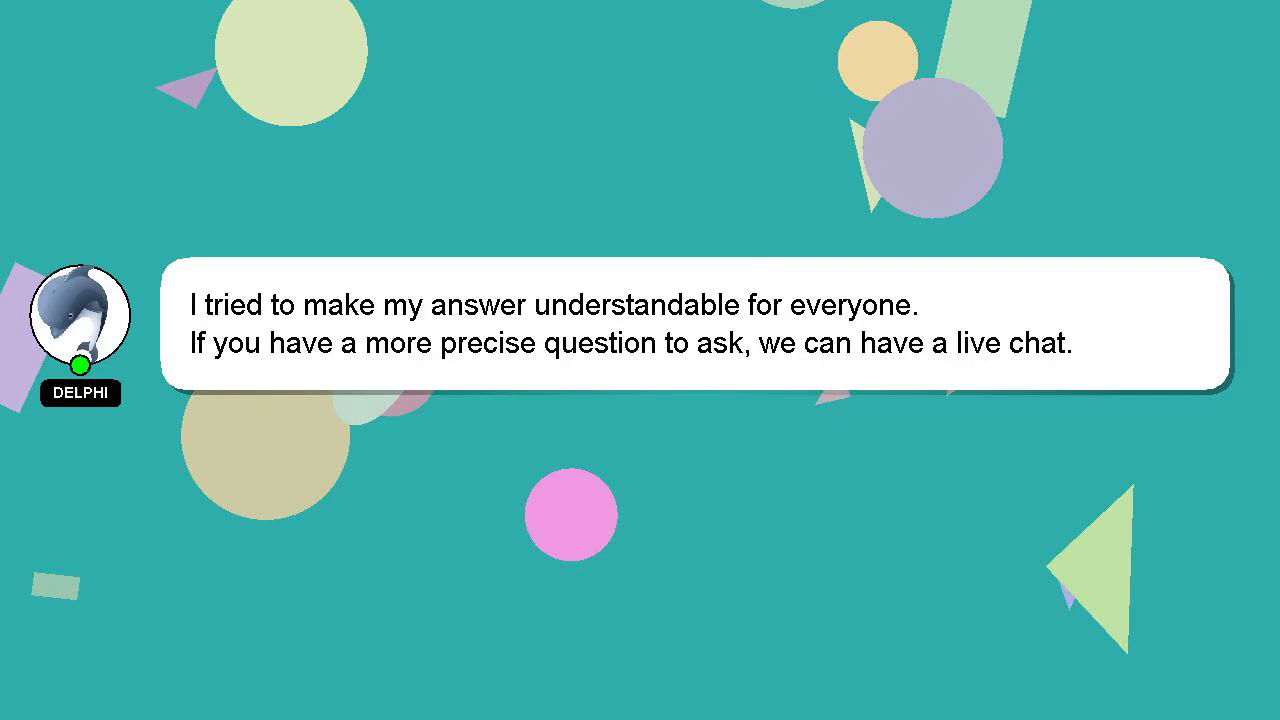 I tried to make my answer understandable for everyone.
If you have a more precise question to ask, we can have a live chat.
DELPHI